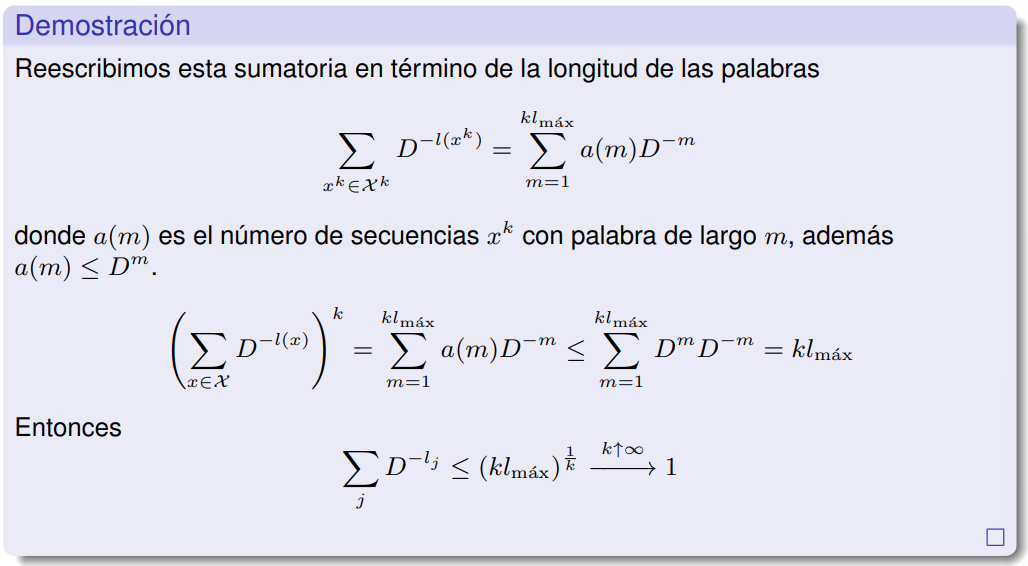 Demostración
Reescribimos esta sumatoria en término de la longitud de las palabras
$$\sum_{x^k \in \mathcal{X}^k} D^{-l(x^k)} = \sum_{m=1}^{kl_{\text{máx}}} a(m)D^{-m}$$
donde $a(m)$ es el número de secuencias $x^k$ con palabra de largo $m$, además
$a(m) \leq D^m$.
$$\left( \sum_{x \in \mathcal{X}} D^{-l(x)} \right)^k = \sum_{m=1}^{kl_{\text{máx}}} a(m)D^{-m} \leq \sum_{m=1}^{kl_{\text{máx}}} D^m D^{-m} = kl_{\text{máx}}$$
Entonces
$$\sum_j D^{-l_j} \leq (kl_{\text{máx}})^{\frac{1}{k}} \xrightarrow{k \uparrow \infty} 1$$